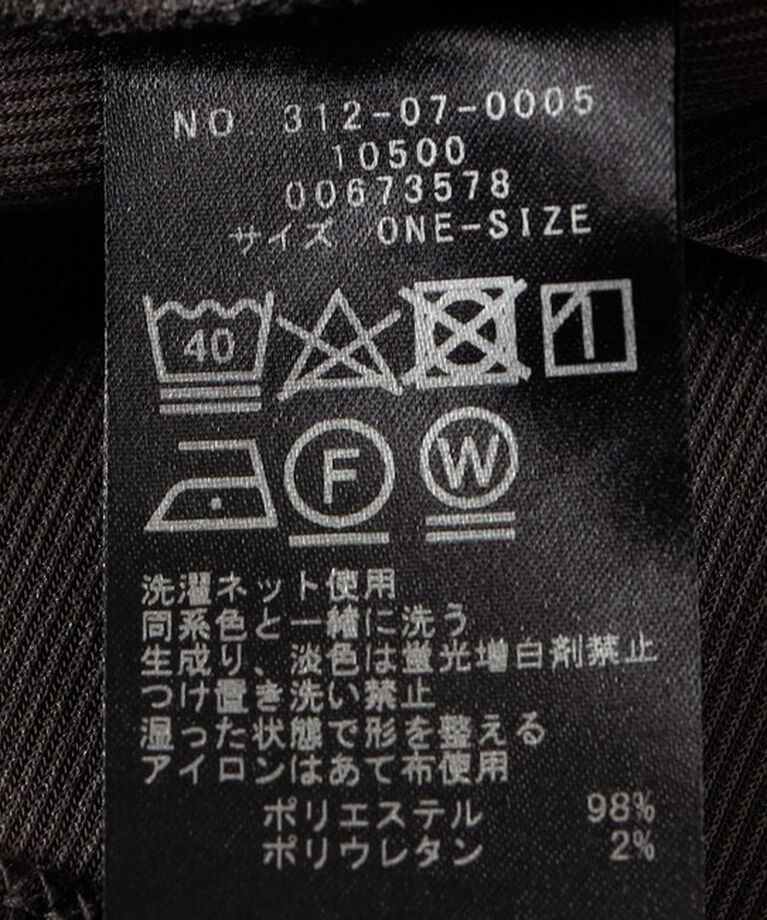 NO. 312-07-0005
10500
00673578
サイズ ONE-SIZE
40
F
W
洗濯ネット使用
同系色と一緒に洗う
生成り、淡色は蛍光増白剤禁止
つけ置き洗い禁止
湿った状態で形を整える
アイロンはあて布使用
ポリエステル 98%
ポリウレタン 2%